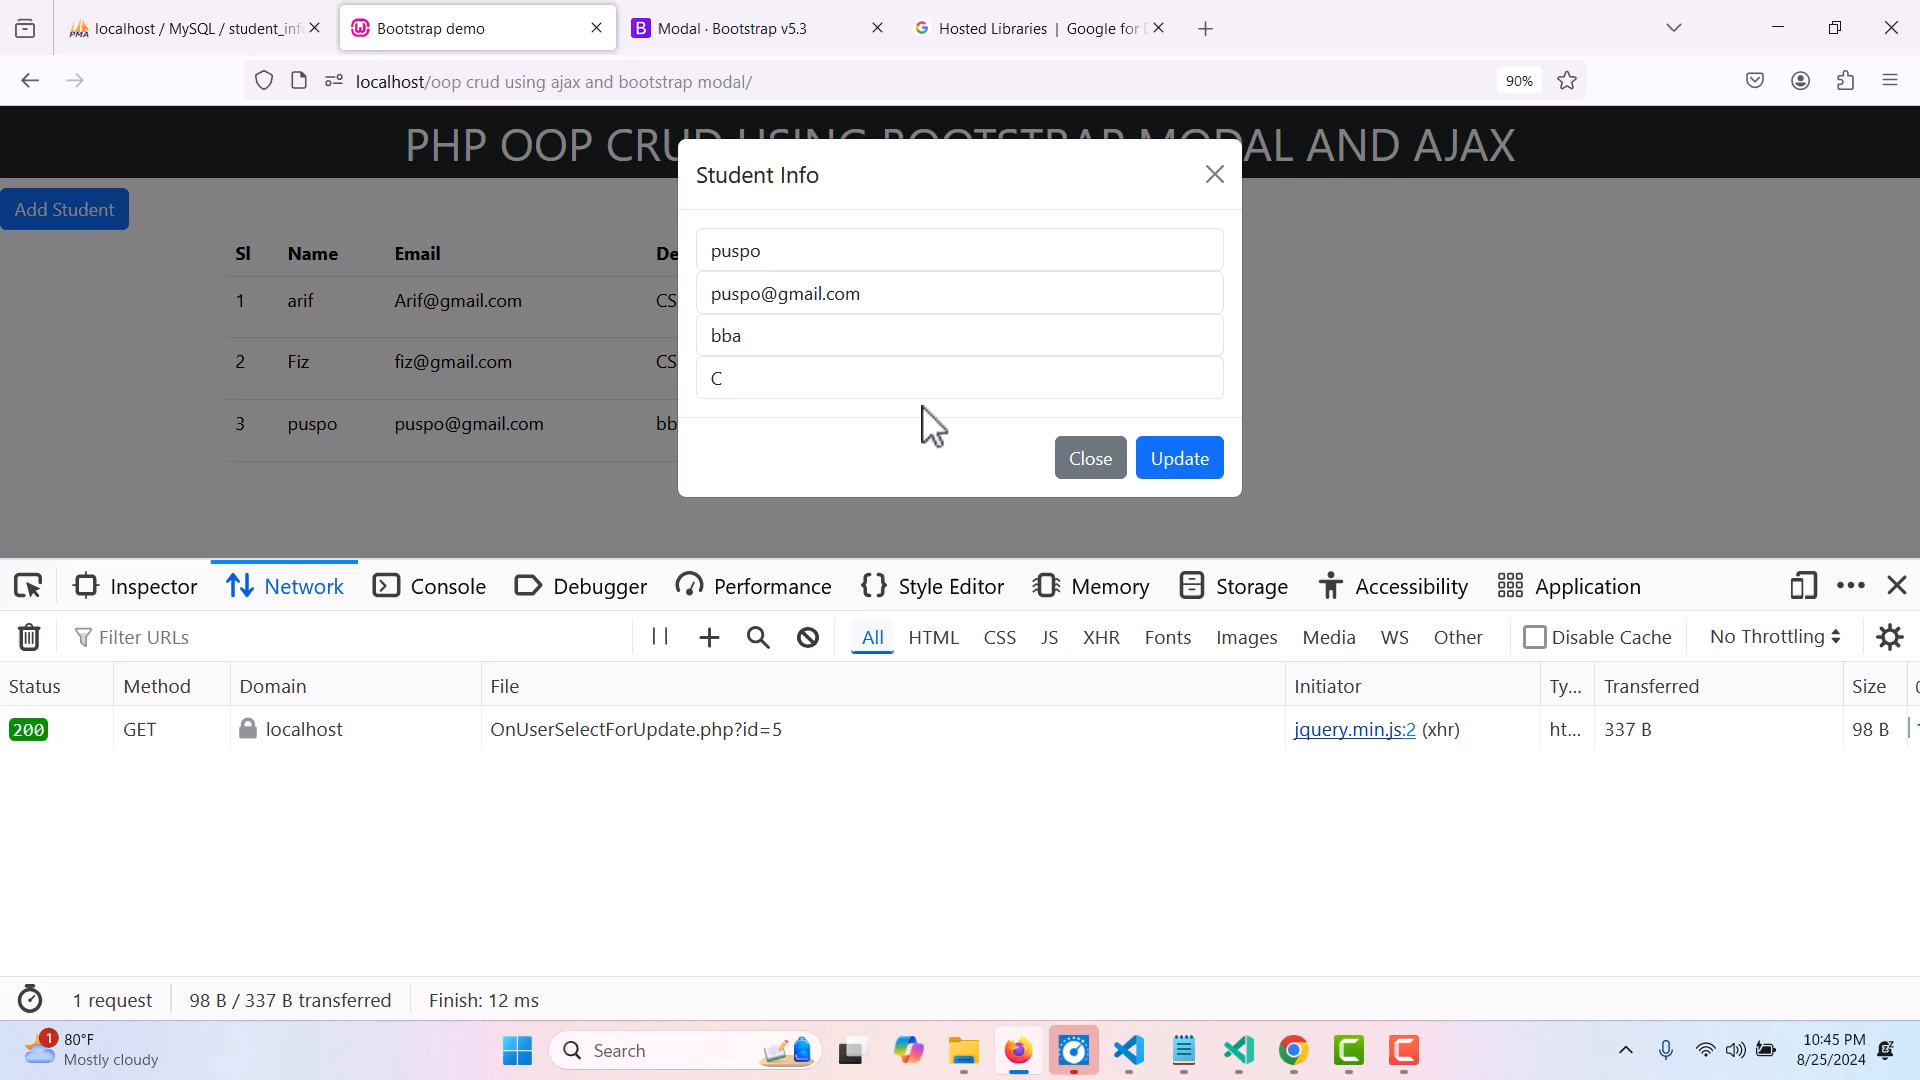 localhost / MySQL / student_inf
Bootstrap demo
Modal · Bootstrap v5.3
Hosted Libraries | Google for D
localhost/oop crud using ajax and bootstrap modal/
90%
PHP OOP CRUD USING BOOTSTRAP MODAL AND AJAX
Add Student
Student Info
puspo
puspo@gmail.com
bba
C
Close
Update
Sl Name Email De
1 arif Arif@gmail.com CS
2 Fiz fiz@gmail.com CS
3 puspo puspo@gmail.com bb
Inspector Network Console Debugger Performance Style Editor Memory Storage Accessibility Application
Filter URLs
All HTML CSS JS XHR Fonts Images Media WS Other
Disable Cache
No Throttling
Status Method Domain File Initiator Ty... Transferred Size
200 GET localhost OnUserSelectForUpdate.php?id=5 jquery.min.js:2 (xhr) ht... 337 B 98 B
1 request 98 B / 337 B transferred Finish: 12 ms
1
80°F
Mostly cloudy
Search
10:45 PM
8/25/2024